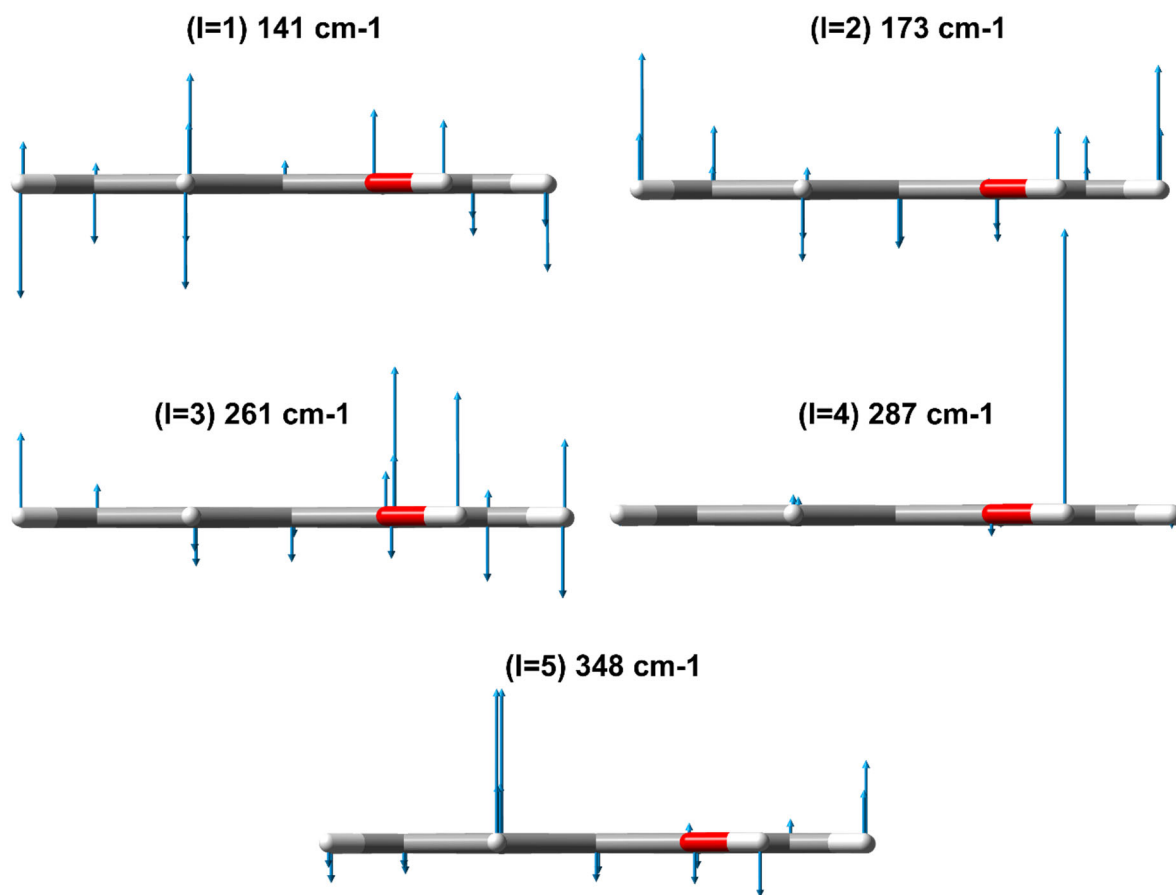 (I=1) 141 cm-1
(I=2) 173 cm-1
(I=3) 261 cm-1
(I=4) 287 cm-1
(I=5) 348 cm-1